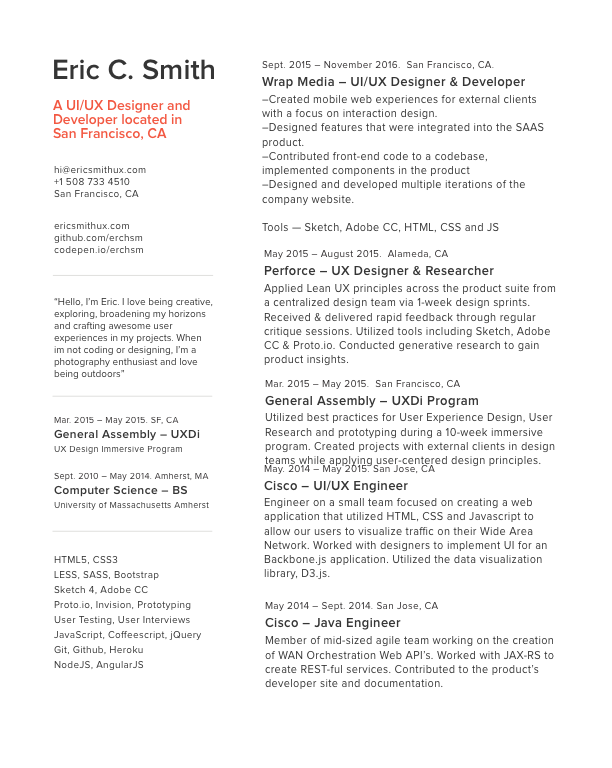 Eric C. Smith
A UI/UX Designer and
Developer located in
San Francisco, CA
hi@ericsmithux.com
+1 508 733 4510
San Francisco, CA
ericsmithux.com
github.com/erchsm
codepen.io/erchsm
"Hello, I'm Eric. I love being creative,
exploring, broadening my horizons
and crafting awesome user
experiences in my projects. When
im not coding or designing, I'm a
photography enthusiast and love
being outdoors"
Mar. 2015 – May 2015. SF, CA
General Assembly – UXDi
UX Design Immersive Program
Sept. 2010 – May 2014. Amherst, MA
Computer Science – BS
University of Massachusetts Amherst
HTML5, CSS3
LESS, SASS, Bootstrap
Sketch 4, Adobe CC
Proto.io, Invision, Prototyping
User Testing, User Interviews
JavaScript, Coffeescript, jQuery
Git, Github, Heroku
NodeJS, AngularJS
Sept. 2015 – November 2016. San Francisco, CA.
Wrap Media – UI/UX Designer & Developer
–Created mobile web experiences for external clients
with a focus on interaction design.
–Designed features that were integrated into the SAAS
product.
–Contributed front-end code to a codebase,
implemented components in the product
–Designed and developed multiple iterations of the
company website.
Tools — Sketch, Adobe CC, HTML, CSS and JS
May 2015 – August 2015. Alameda, CA
Perforce – UX Designer & Researcher
Applied Lean UX principles across the product suite from
a centralized design team via 1-week design sprints.
Received & delivered rapid feedback through regular
critique sessions. Utilized tools including Sketch, Adobe
CC & Proto.io. Conducted generative research to gain
product insights.
Mar. 2015 – May 2015. San Francisco, CA
General Assembly – UXDi Program
Utilized best practices for User Experience Design, User
Research and prototyping during a 10-week immersive
program. Created projects with external clients in design
teams while applying user-centered design principles.
May. 2014 – May 2015. San Jose, CA
Cisco – UI/UX Engineer
Engineer on a small team focused on creating a web
application that utilized HTML, CSS and Javascript to
allow our users to visualize traffic on their Wide Area
Network. Worked with designers to implement UI for an
Backbone.js application. Utilized the data visualization
library, D3.js.
May 2014 – Sept. 2014. San Jose, CA
Cisco – Java Engineer
Member of mid-sized agile team working on the creation
of WAN Orchestration Web API's. Worked with JAX-RS to
create REST-ful services. Contributed to the product's
developer site and documentation.